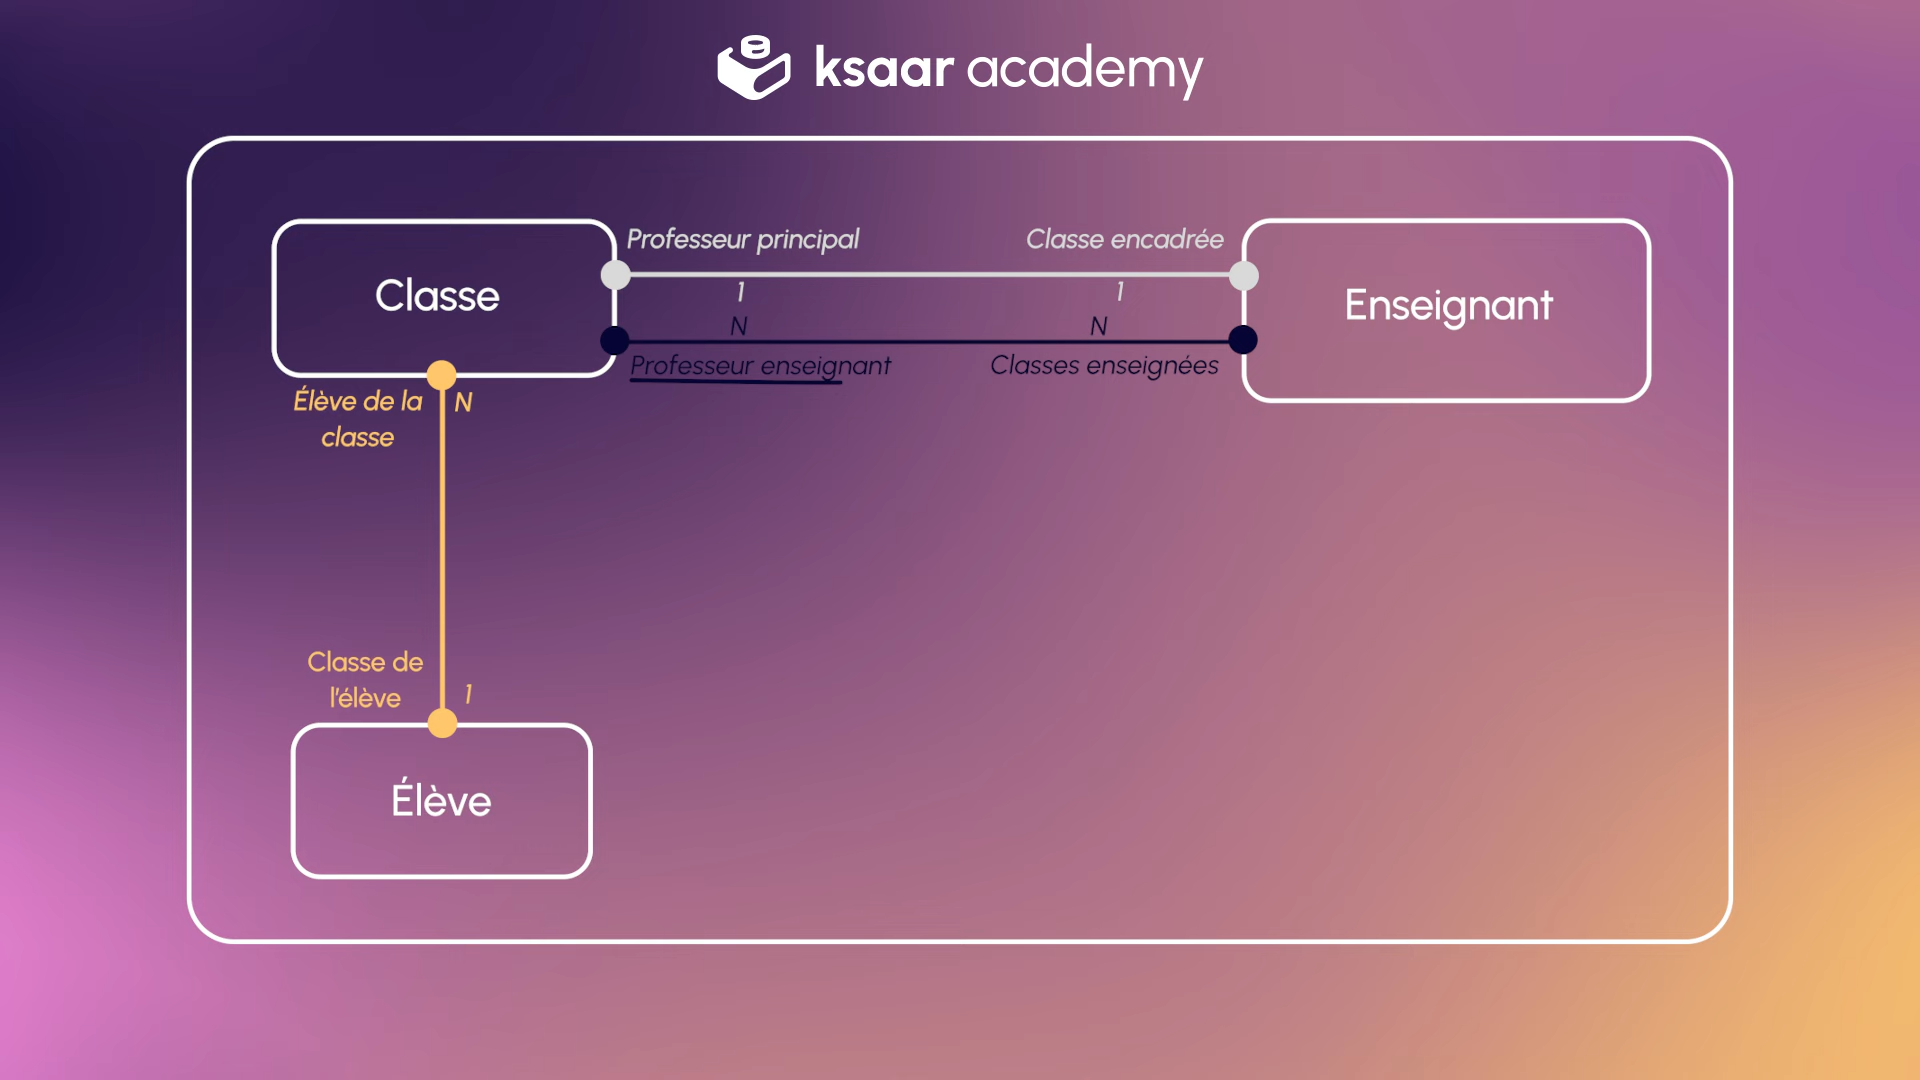 ksaar academy
Professeur principal
Classe encadrée
Classe
Enseignant
1
1
N
N
Professeur enseignant
Classes enseignées
Élève de la
classe
N
Classe de
l'élève
1
Élève